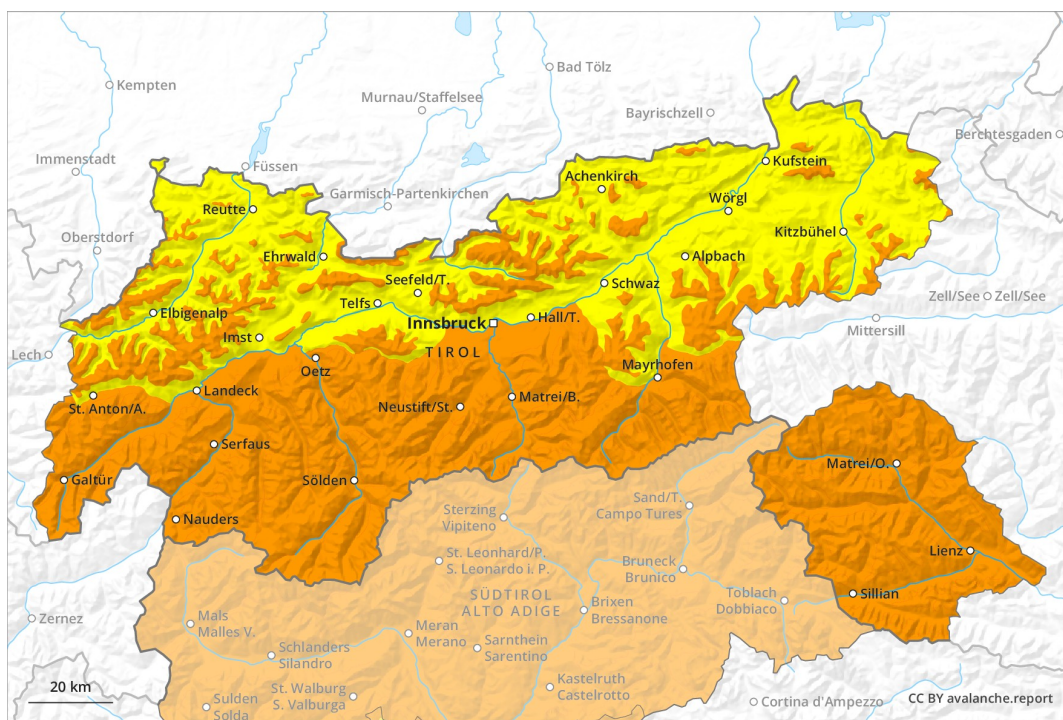 Kempten
Bad Tölz
Murnau/Staffelsee
Bayrischzell
Berchtesgaden
Immenstadt
Füssen
Kufstein
Achenkirch
Garmisch-Partenkirchen
Wörgl
Reutte
Oberstdorf
Kitzbühel
Ehrwald
Alpbach
Seefeld/T.
Schwaz
Zell/See
Zell/See
Telfs
Elbigenalp
Hall/T.
Innsbruck
Mittersill
Imst
Lech
TIROL
Oetz
Mayrhofen
Landeck
Matrei/B.
St. Anton/A.
Neustift/St.
Serfaus
Matrei/O.
Galtür
Sölden
Sand/T.
Campo Tures
Sterzing
Vipiteno
Nauders
Lienz
St. Leonhard/P.
S. Leonardo i. P.
Bruneck
Brunico
SÜDTIROL
ALTO ADIGE
Sillian
Toblach
Dobbiaco
Brixen
Bressanone
Zernez
Mals
Malles V.
Meran
Merano
Sarnthein
Sarentino
Schlanders
Silandro
Kastelruth
Castelrotto
20 km
St. Walburg
S. Valburga
Sulden
Solda
Cortina d'Ampezzo
CC BY avalanche.report